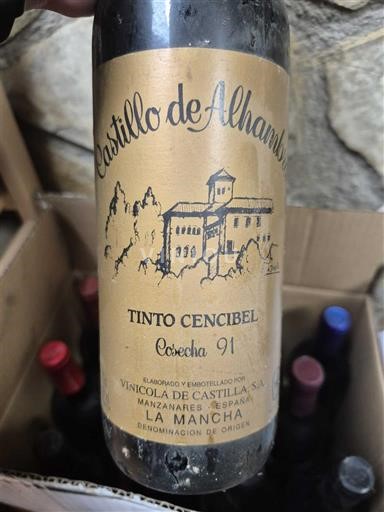 Castillo de Alhambra
TINTO CENCIBEL
Cosecha 91
ELABORADO Y EMBOTELLADO POR
VINICOLA DE CASTILLA, S.A.
MANZANARES - ESPAÑA
LA MANCHA
DENOMINACION DE ORIGEN